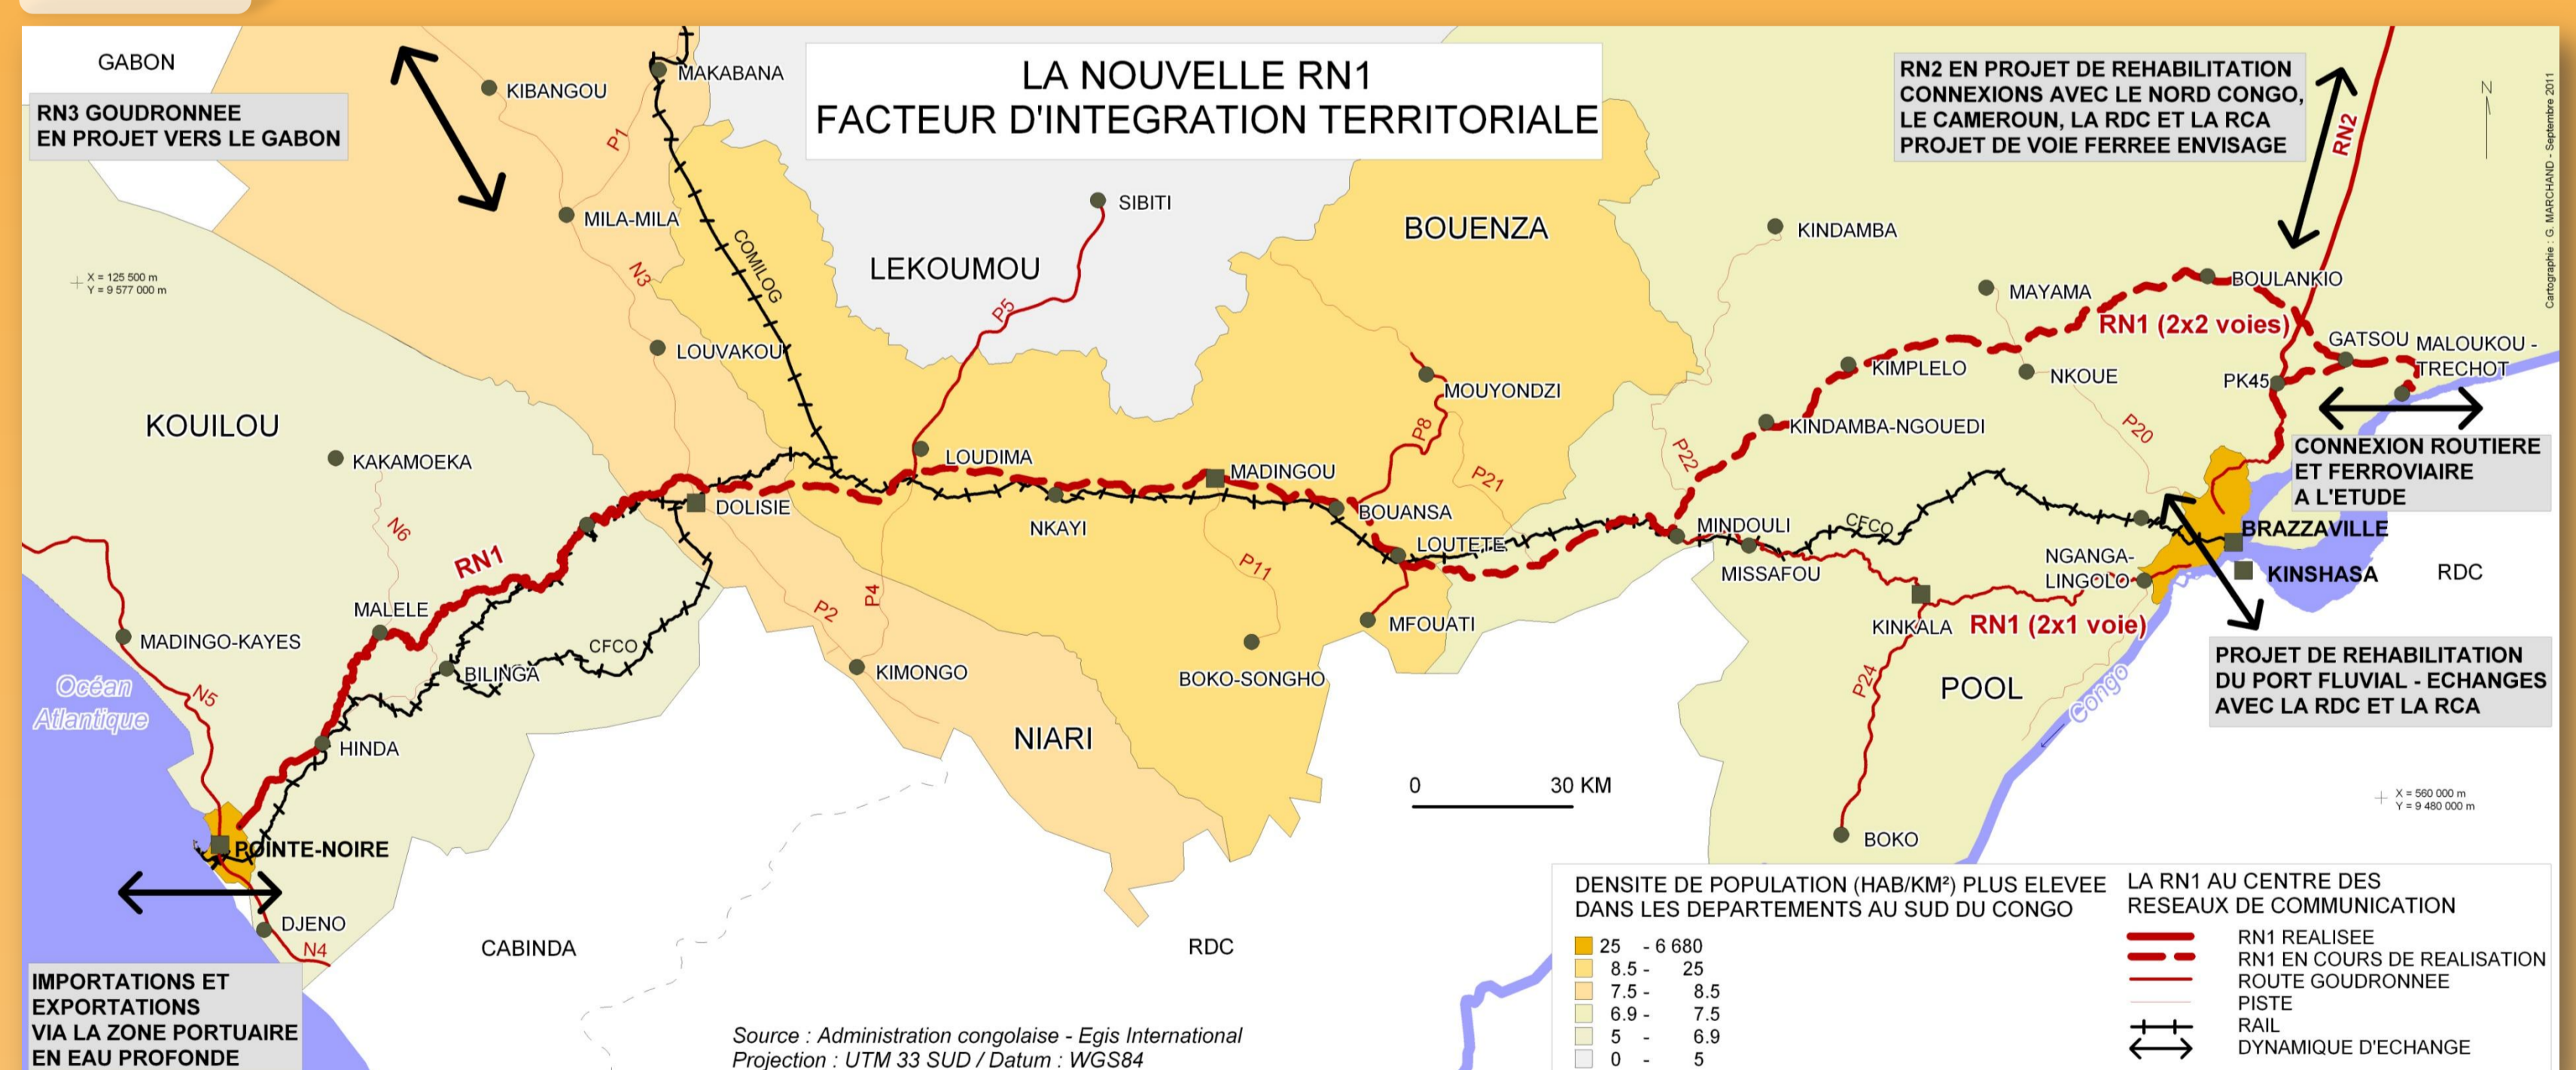 LA NOUVELLE RN1
FACTEUR D'INTEGRATION TERRITORIALE
GABON
RN3 GOUDRONNEE
EN PROJET VERS LE GABON
KIBANGOU
MAKABANA
P1
MILA-MILA
N3
COMILOG
LOUVAKOU
SIBITI
LEKOUMOU
P5
BOUENZA
RN2 EN PROJET DE REHABILITATION
CONNEXIONS AVEC LE NORD CONGO,
LE CAMEROUN, LA RDC ET LA RCA
PROJET DE VOIE FERREE ENVISAGE
RN2
N
Cartographie : G. MARCHAND - Septembre 2011
X = 125 500 m
Y = 9 577 000 m
KINDAMBA
MAYAMA
BOULANKIO
RN1 (2x2 voies)
GATSOU
MALOUKOU -
TRECHOT
KIMPLELO
NKOUE
PK45
MOUYONDZI
P8
KINDAMBA-NGOUEDI
P22
P20
P21
CONNEXION ROUTIERE
ET FERROVIAIRE
A L'ETUDE
KOUILOU
KAKAMOEKA
N6
LOUDIMA
MADINGOU
DOLISIE
NKAYI
BOUANSA
LOUTETE
MINDOULI
CFCO
BRAZZAVILLE
NGANGA-
LINGOLO
KINSHASA
RDC
MISSAFOU
RN1
MALELE
P4
P2
P11
MFOUATI
KINKALA
RN1 (2x1 voie)
MADINGO-KAYES
CFCO
BILINGA
KIMONGO
BOKO-SONGHO
P24
POOL
PROJET DE REHABILITATION
DU PORT FLUVIAL - ECHANGES
AVEC LA RDC ET LA RCA
Congo
Océan
Atlantique
N5
HINDA
NIARI
0 30 KM
X = 560 000 m
Y = 9 480 000 m
BOKO
POINTE-NOIRE
DJENO
N4
CABINDA
RDC
IMPORTATIONS ET
EXPORTATIONS
VIA LA ZONE PORTUAIRE
EN EAU PROFONDE
Source : Administration congolaise - Egis International
Projection : UTM 33 SUD / Datum : WGS84
DENSITE DE POPULATION (HAB/KM²) PLUS ELEVEE
DANS LES DEPARTEMENTS AU SUD DU CONGO
25 - 6 680
8.5 - 25
7.5 - 8.5
6.9 - 7.5
5 - 6.9
0 - 5
LA RN1 AU CENTRE DES
RESEAUX DE COMMUNICATION
RN1 REALISEE
RN1 EN COURS DE REALISATION
ROUTE GOUDRONNEE
PISTE
RAIL
DYNAMIQUE D'ECHANGE